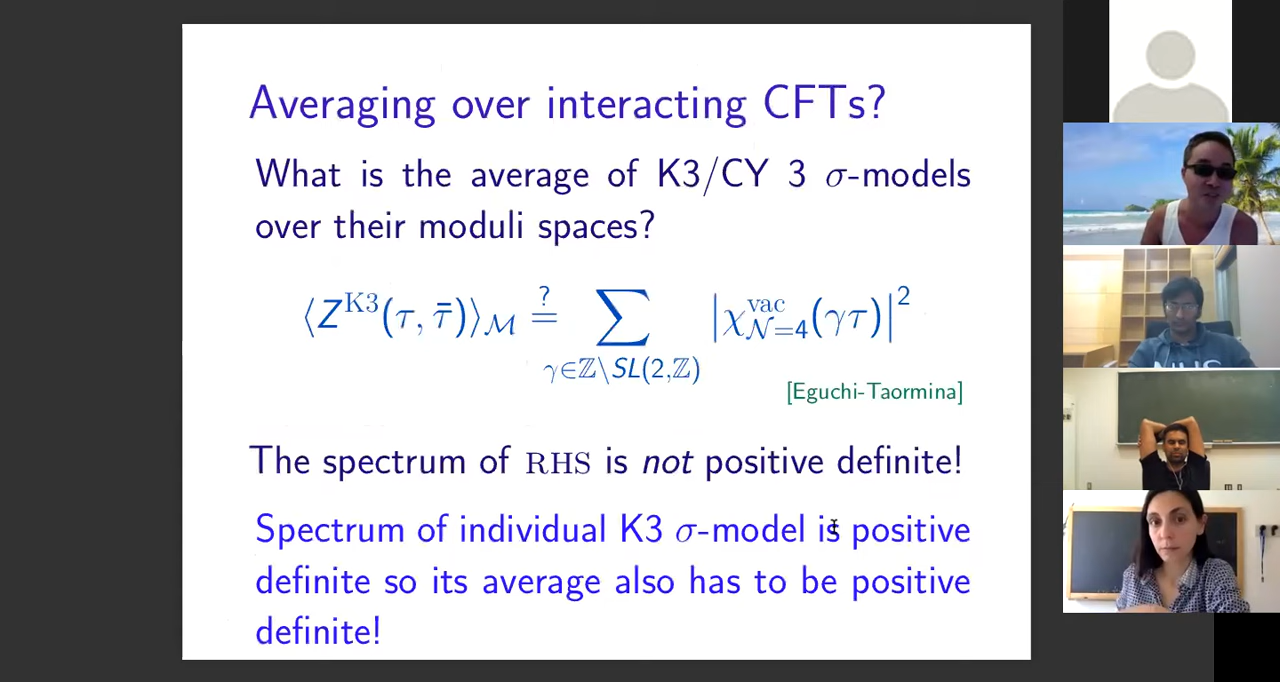 Averaging over interacting CFTs?
What is the average of K3/CY 3 σ-models
over their moduli spaces?
⟨Z^{K3}(τ, τ̄)⟩_ℳ ≟ ∑_{γ∈ℤ\SL(2,ℤ)} |χ^{vac}_{𝒩=4}(γτ)|²
[Eguchi-Taormina]
The spectrum of RHS is not positive definite!
Spectrum of individual K3 σ-model is positive
definite so its average also has to be positive
definite!